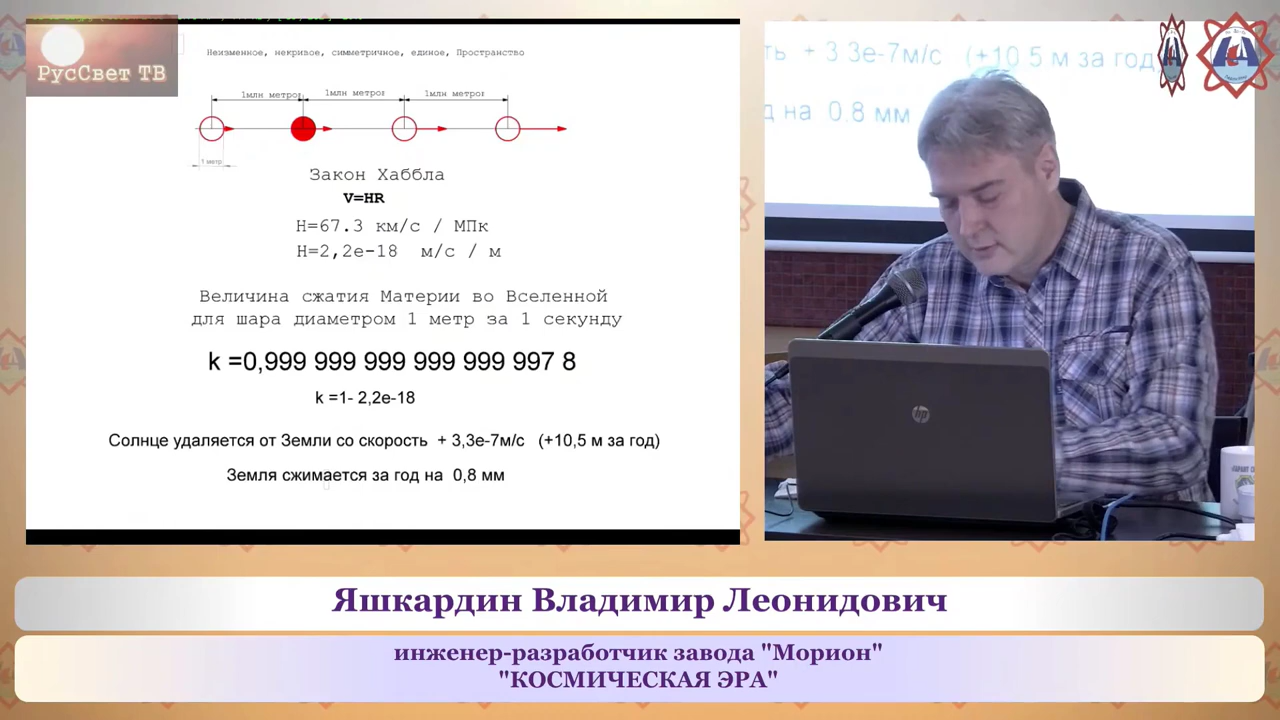 РусСвет ТВ
Неизменное, некривое, симметричное, единое, Пространство
1млн метров
1млн метров
1млн метров
1 метр
Закон Хаббла
V=HR
H=67.3 км/с / МПк
H=2,2e-18 м/с / м
Величина сжатия Материи во Вселенной
для шара диаметром 1 метр за 1 секунду
k =0,999 999 999 999 999 997 8
k =1- 2,2e-18
Солнце удаляется от Земли со скорость + 3,3e-7м/с (+10,5 м за год)
Земля сжимается за год на 0,8 мм
ть + 3 3e-7м/с (+10.5 м за год)
на 0.8 мм
hp
Яшкардин Владимир Леонидович
инженер-разработчик завода "Морион"
"КОСМИЧЕСКАЯ ЭРА"